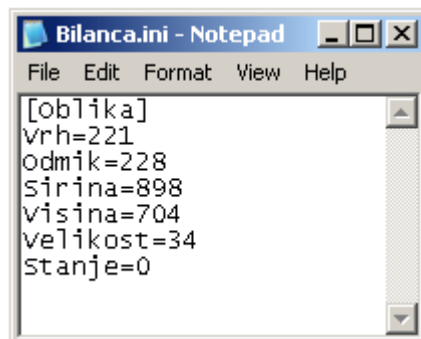 Bilanca.ini - Notepad
File Edit Format View Help
[Oblika]
Vrh=221
Odmik=228
Sirina=898
Visina=704
Velikost=34
Stanje=0